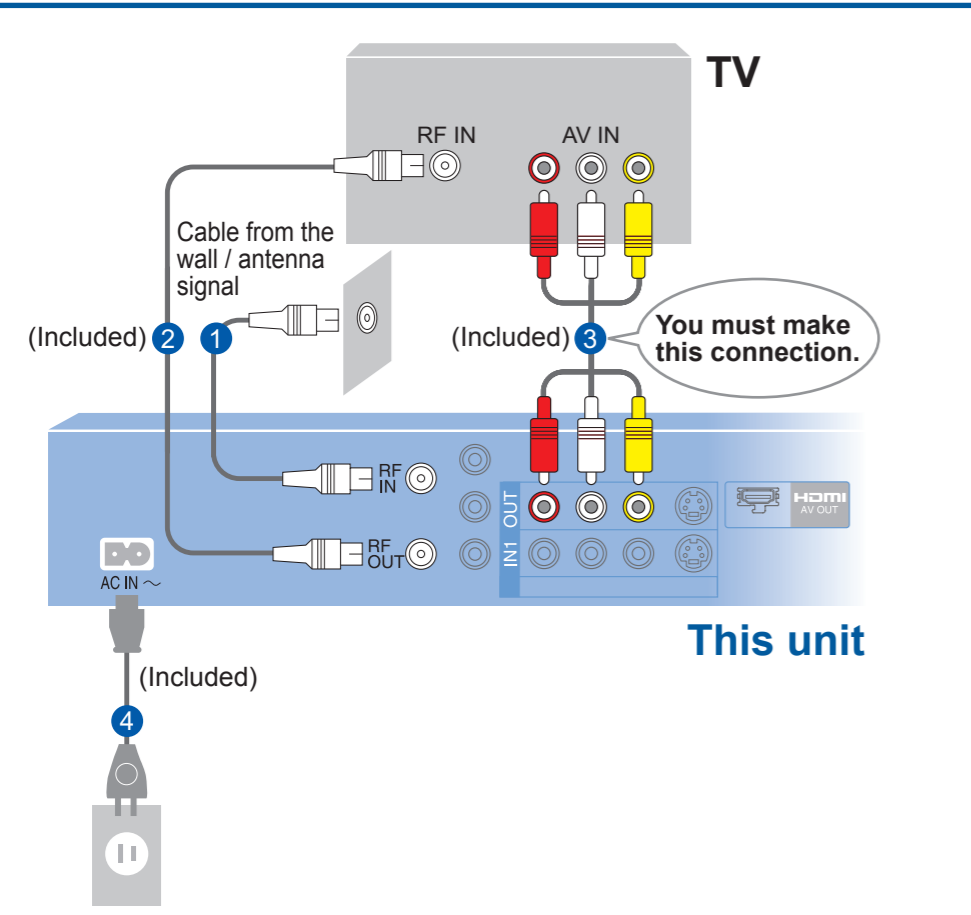 TV
RF IN
AV IN
Cable from the
wall / antenna
signal
(Included)
2
1
(Included)
3
You must make
this connection.
RF
IN
OUT
HDMI
AV OUT
RF
OUT
IN1
AC IN ～
This unit
(Included)
4